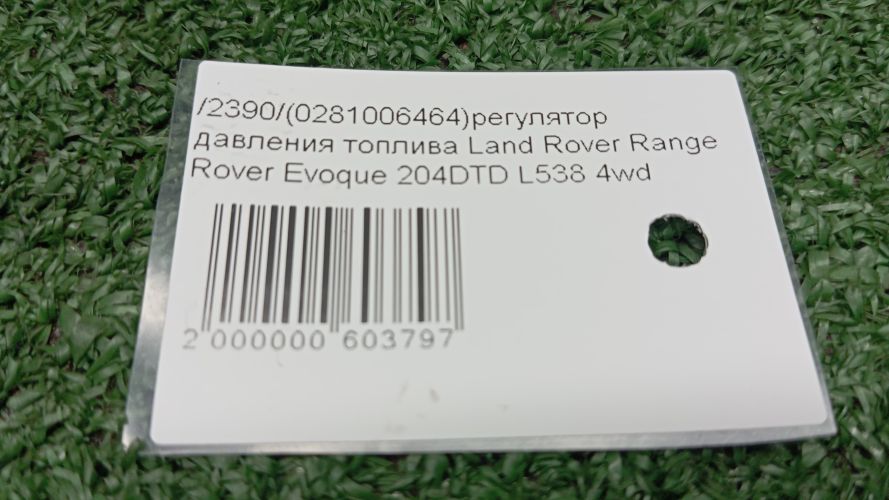 /2390/(0281006464)регулятор
давления топлива Land Rover Range
Rover Evoque 204DTD L538 4wd
2 000000 603797